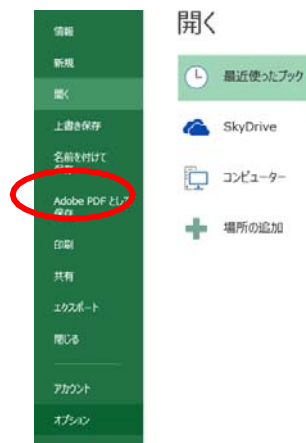 情報
新規
開く
上書き保存
名前を付けて
保存
Adobe PDF として
保存
印刷
共有
エクスポート
閉じる
アカウント
オプション
開く
最近使ったブック
SkyDrive
コンピューター
場所の追加